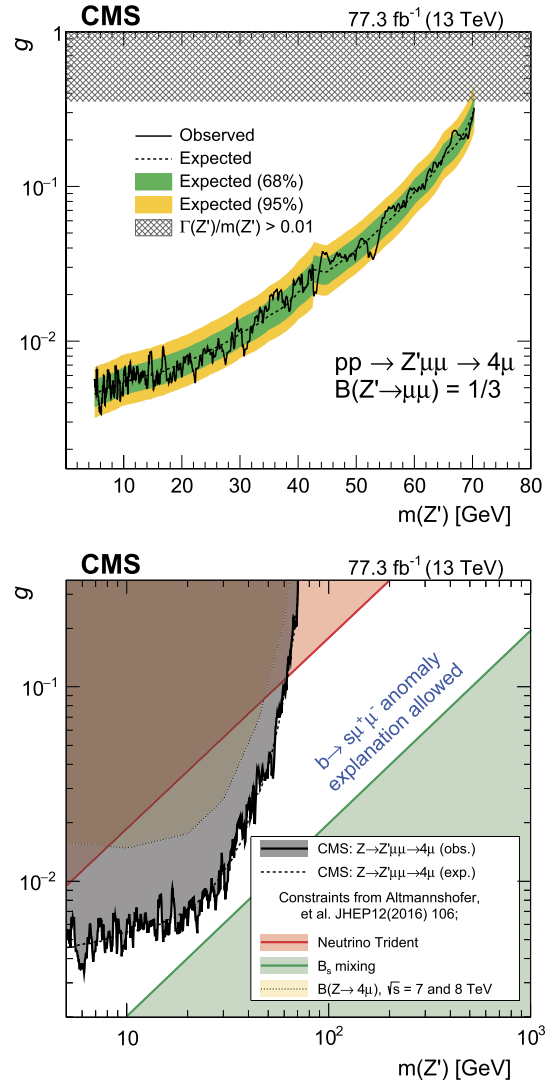 CMS 77.3 fb⁻¹ (13 TeV)
g
1
10⁻¹
10⁻²
Observed
Expected
Expected (68%)
Expected (95%)
Γ(Z')/m(Z') > 0.01
pp → Z'μμ → 4μ
B(Z'→μμ) = 1/3
10 20 30 40 50 60 70 80
m(Z') [GeV]
CMS 77.3 fb⁻¹ (13 TeV)
g
10⁻¹
10⁻²
b→ sμ⁺μ⁻ anomaly
explanation allowed
CMS: Z→Z'μμ→4μ (obs.)
CMS: Z→Z'μμ→4μ (exp.)
Constraints from Altmannshofer,
et al. JHEP12(2016) 106;
Neutrino Trident
Bₛ mixing
B(Z→ 4μ), √s = 7 and 8 TeV
10 10² 10³
m(Z') [GeV]